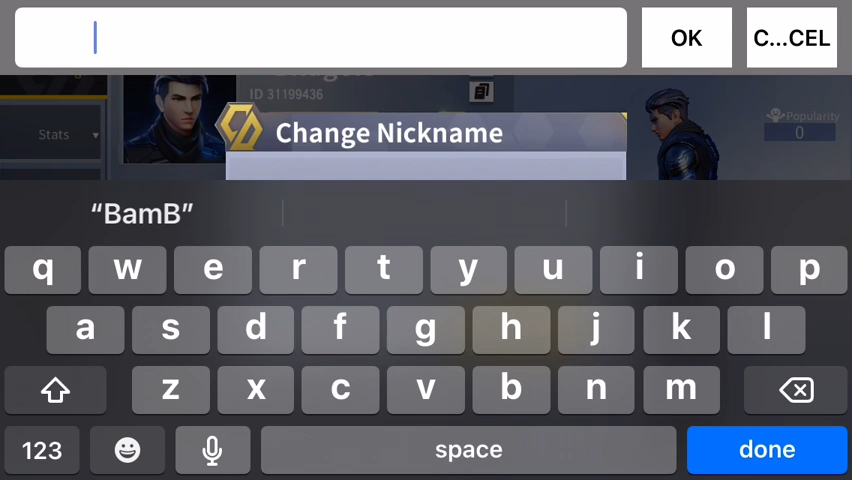 OK
C...CEL
ID 31199436
Change Nickname
Stats
Popularity
0
“BamB”
q w e r t y u i o p
a s d f g h j k l
z x c v b n m
123 space done